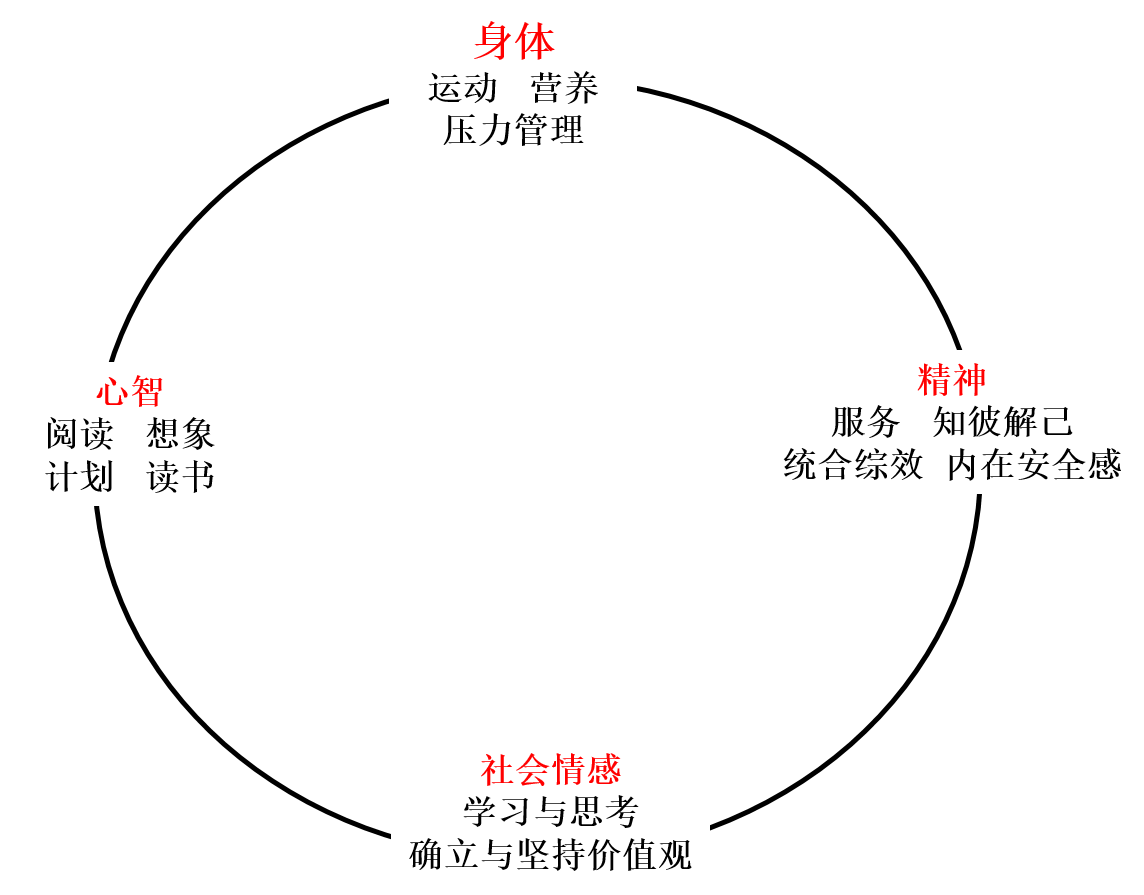 身体
运动 营养
压力管理
心智
阅读 想象
计划 读书
精神
服务 知彼解己
统合综效 内在安全感
社会情感
学习与思考
确立与坚持价值观